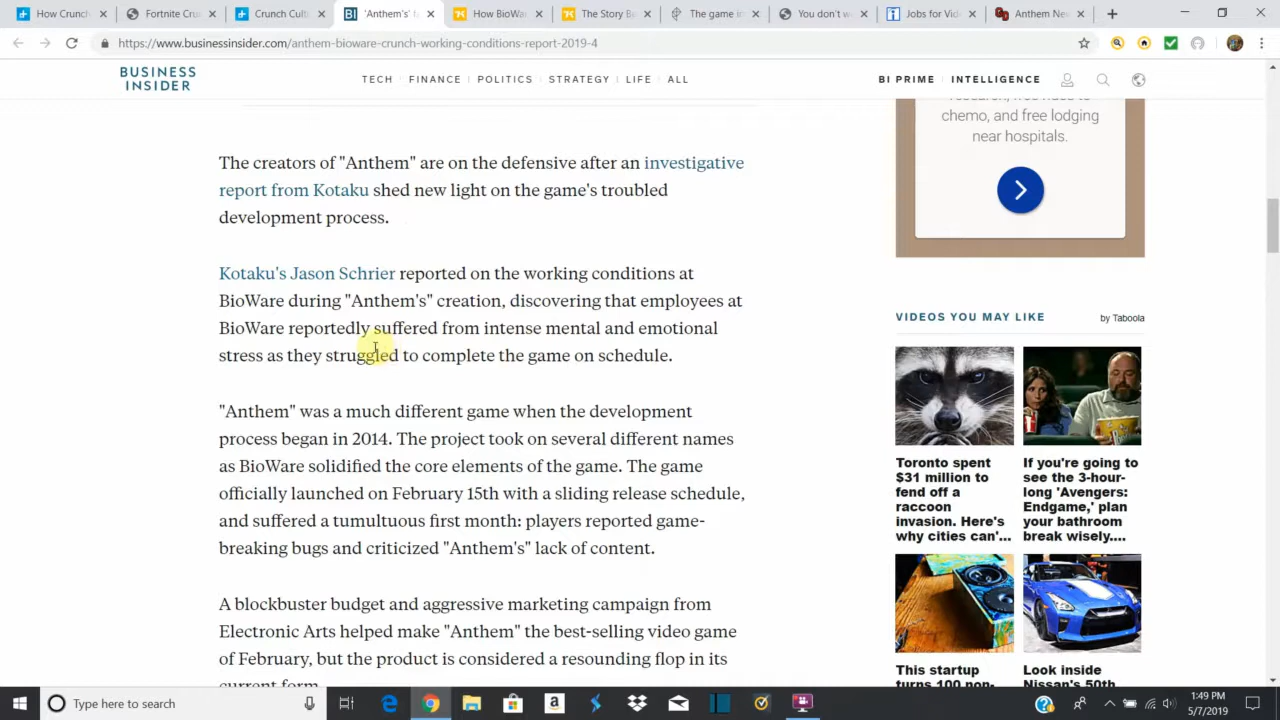 How Crunch
Fortnite Cru
Crunch Cult
'Anthem's' t
How BioWa
The Story B
The game in
You don't w
Jobs for Vid
Anthem Ne
https://www.businessinsider.com/anthem-bioware-crunch-working-conditions-report-2019-4
BUSINESS
INSIDER
TECH FINANCE POLITICS STRATEGY LIFE ALL
BI PRIME INTELLIGENCE
chemo, and free lodging
near hospitals.
The creators of "Anthem" are on the defensive after an investigative
report from Kotaku shed new light on the game's troubled
development process.
Kotaku's Jason Schrier reported on the working conditions at
BioWare during "Anthem's" creation, discovering that employees at
BioWare reportedly suffered from intense mental and emotional
stress as they struggled to complete the game on schedule.
"Anthem" was a much different game when the development
process began in 2014. The project took on several different names
as BioWare solidified the core elements of the game. The game
officially launched on February 15th with a sliding release schedule,
and suffered a tumultuous first month: players reported game-
breaking bugs and criticized "Anthem's" lack of content.
A blockbuster budget and aggressive marketing campaign from
Electronic Arts helped make "Anthem" the best-selling video game
of February, but the product is considered a resounding flop in its
current form.
VIDEOS YOU MAY LIKE
by Taboola
Toronto spent
$31 million to
fend off a
raccoon
invasion. Here's
why cities can'...
If you're going to
see the 3-hour-
long 'Avengers:
Endgame,' plan
your bathroom
break wisely....
This startup
turns 100 non-
Look inside
Nissan's 50th
Type here to search
1:49 PM
5/7/2019